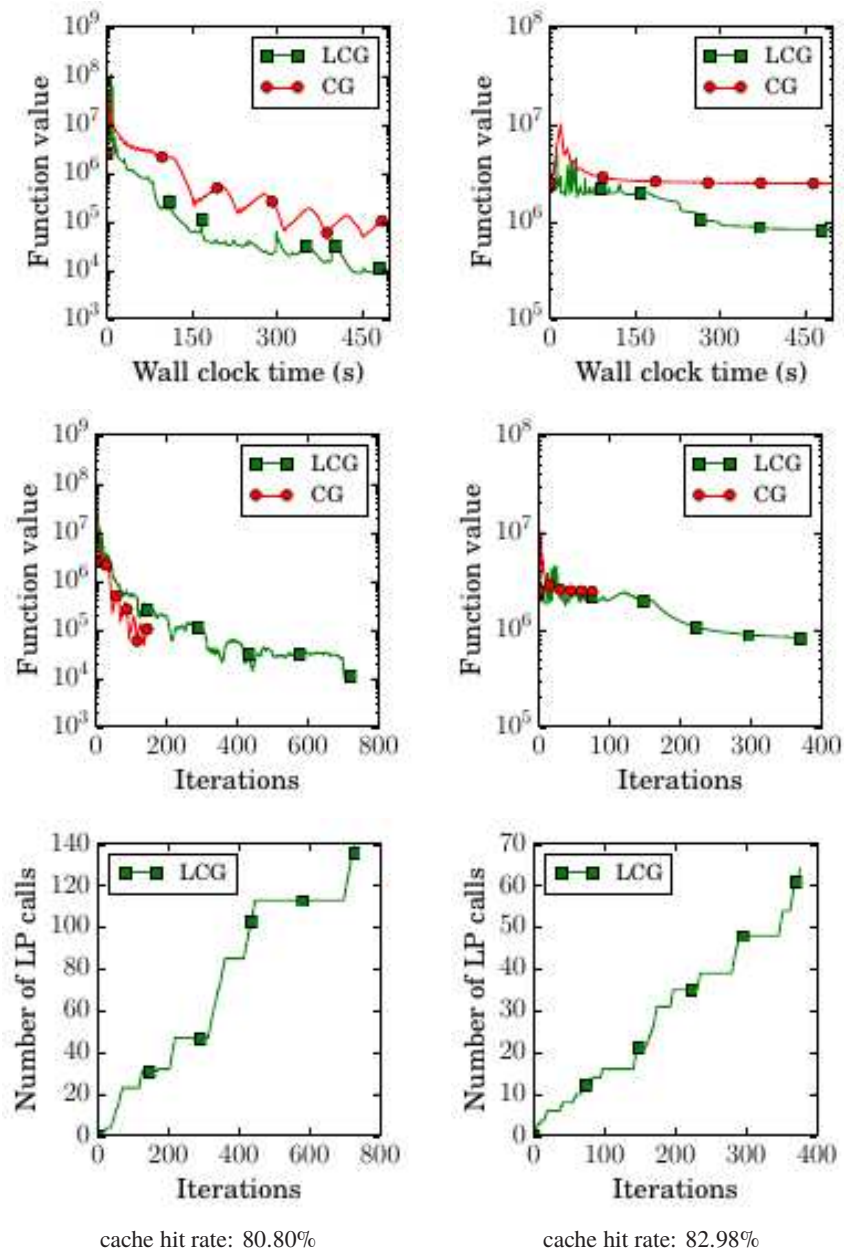 10^9
10^8
10^7
10^6
10^5
10^4
10^3
Function value
LCG
CG
0 150 300 450
Wall clock time (s)
10^8
10^7
10^6
10^5
Function value
LCG
CG
0 150 300 450
Wall clock time (s)
10^9
10^8
10^7
10^6
10^5
10^4
10^3
Function value
LCG
CG
0 200 400 600 800
Iterations
10^8
10^7
10^6
10^5
Function value
LCG
CG
0 100 200 300 400
Iterations
140
120
100
80
60
40
20
0
Number of LP calls
LCG
0 200 400 600 800
Iterations
cache hit rate: 80.80%
70
60
50
40
30
20
10
0
Number of LP calls
LCG
0 100 200 300 400
Iterations
cache hit rate: 82.98%